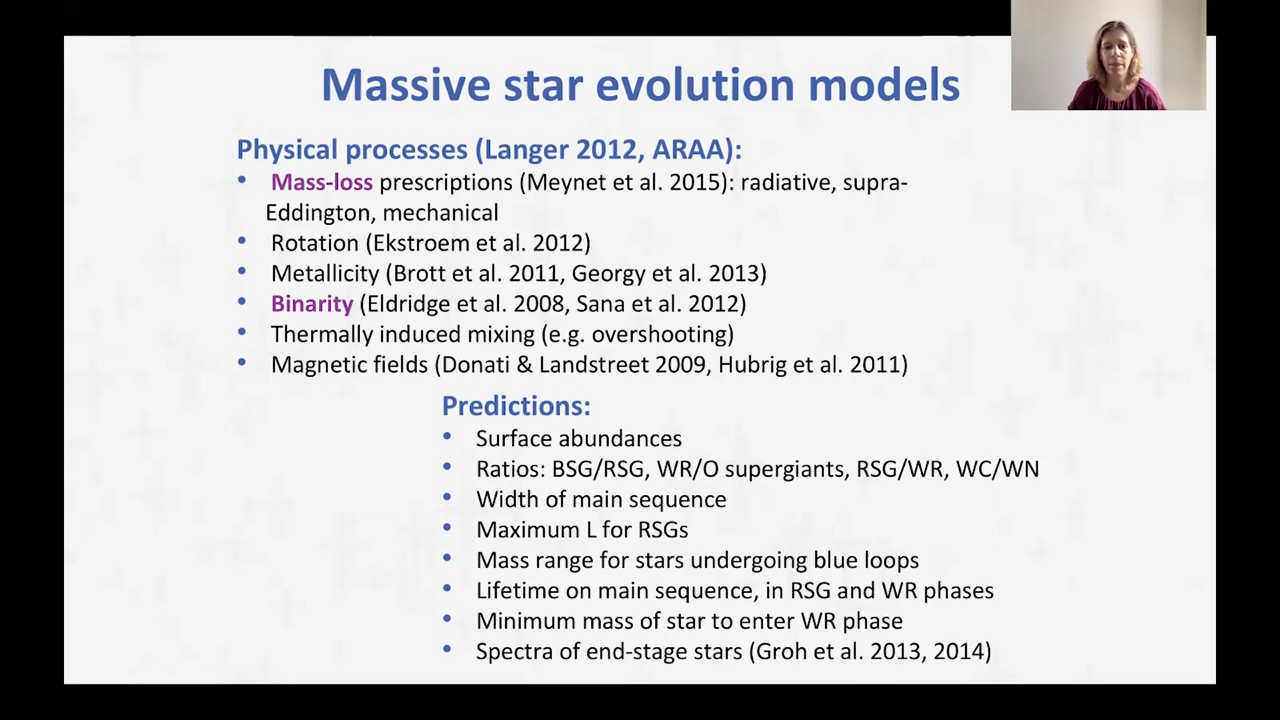 Massive star evolution models
Physical processes (Langer 2012, ARAA):
• Mass-loss prescriptions (Meynet et al. 2015): radiative, supra-
Eddington, mechanical
• Rotation (Ekstroem et al. 2012)
• Metallicity (Brott et al. 2011, Georgy et al. 2013)
• Binarity (Eldridge et al. 2008, Sana et al. 2012)
• Thermally induced mixing (e.g. overshooting)
• Magnetic fields (Donati & Landstreet 2009, Hubrig et al. 2011)
Predictions:
• Surface abundances
• Ratios: BSG/RSG, WR/O supergiants, RSG/WR, WC/WN
• Width of main sequence
• Maximum L for RSGs
• Mass range for stars undergoing blue loops
• Lifetime on main sequence, in RSG and WR phases
• Minimum mass of star to enter WR phase
• Spectra of end-stage stars (Groh et al. 2013, 2014)